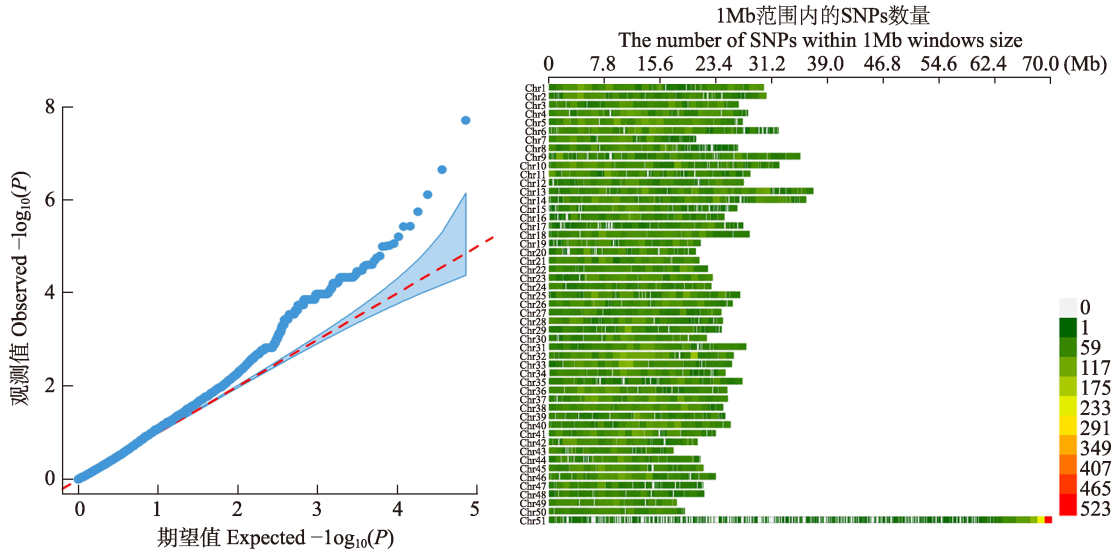 8
6
4
2
0
观测值 Observed −log10(P)
0 1 2 3 4 5
期望值 Expected −log10(P)
1Mb范围内的SNPs数量
The number of SNPs within 1Mb windows size
0 7.8 15.6 23.4 31.2 39.0 46.8 54.6 62.4 70.0 (Mb)
Chr1
Chr2
Chr3
Chr4
Chr5
Chr6
Chr7
Chr8
Chr9
Chr10
Chr11
Chr12
Chr13
Chr14
Chr15
Chr16
Chr17
Chr18
Chr19
Chr20
Chr21
Chr22
Chr23
Chr24
Chr25
Chr26
Chr27
Chr28
Chr29
Chr30
Chr31
Chr32
Chr33
Chr34
Chr35
Chr36
Chr37
Chr38
Chr39
Chr40
Chr41
Chr42
Chr43
Chr44
Chr45
Chr46
Chr47
Chr48
Chr49
Chr50
Chr51
0
1
59
117
175
233
291
349
407
465
523